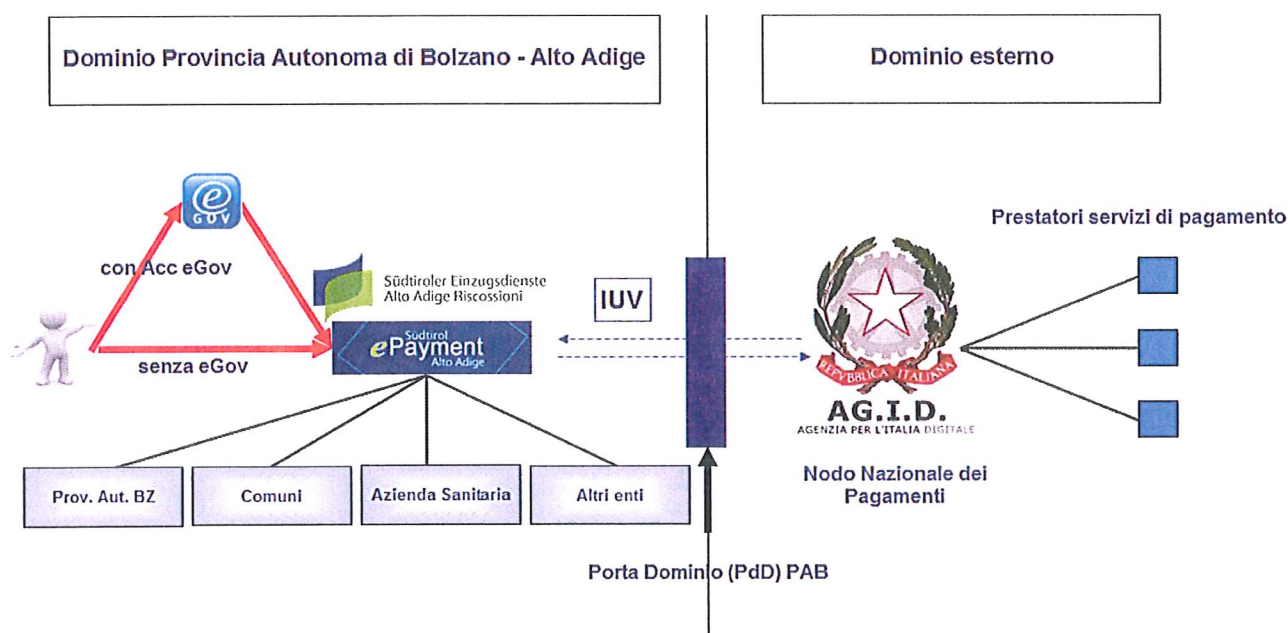 Dominio Provincia Autonoma di Bolzano - Alto Adige
Dominio esterno
e
GOV
Prestatori servizi di pagamento
con Acc eGov
Südtiroler Einzugsdienste
Alto Adige Riscossioni
IUV
Südtirol
ePayment
Alto Adige
senza eGov
REPVBBLICA ITALIANA
AG.I.D.
AGENZIA PER L'ITALIA DIGITALE
Prov. Aut. BZ
Comuni
Azienda Sanitaria
Altri enti
Nodo Nazionale dei
Pagamenti
Porta Dominio (PdD) PAB